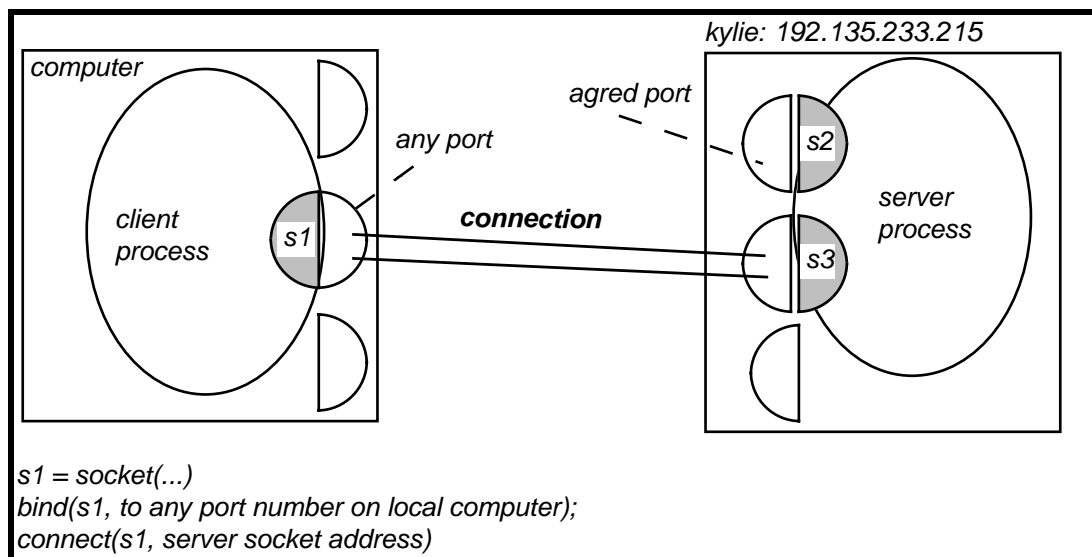 kylie: 192.135.233.215
computer
agred port
any port
s2
client
process
s1
connection
server
process
s3
s1 = socket(...)
bind(s1, to any port number on local computer);
connect(s1, server socket address)